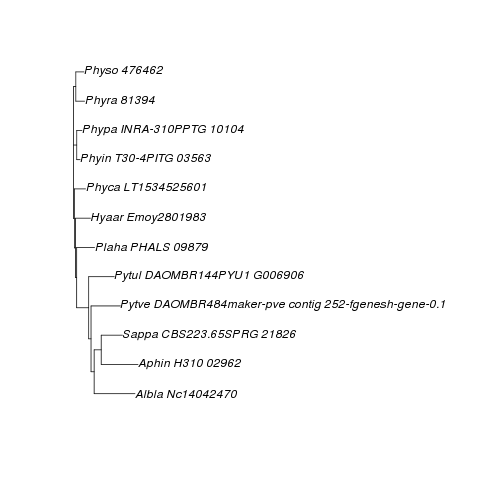 Physo 476462
Phyra 81394
Phypa INRA-310PPTG 10104
Phyin T30-4PITG 03563
Phyca LT1534525601
Hyaar Emoy2801983
Plaha PHALS 09879
Pytul DAOMBR144PYU1 G006906
Pytve DAOMBR484maker-pve contig 252-fgenesh-gene-0.1
Sappa CBS223.65SPRG 21826
Aphin H310 02962
Albla Nc14042470